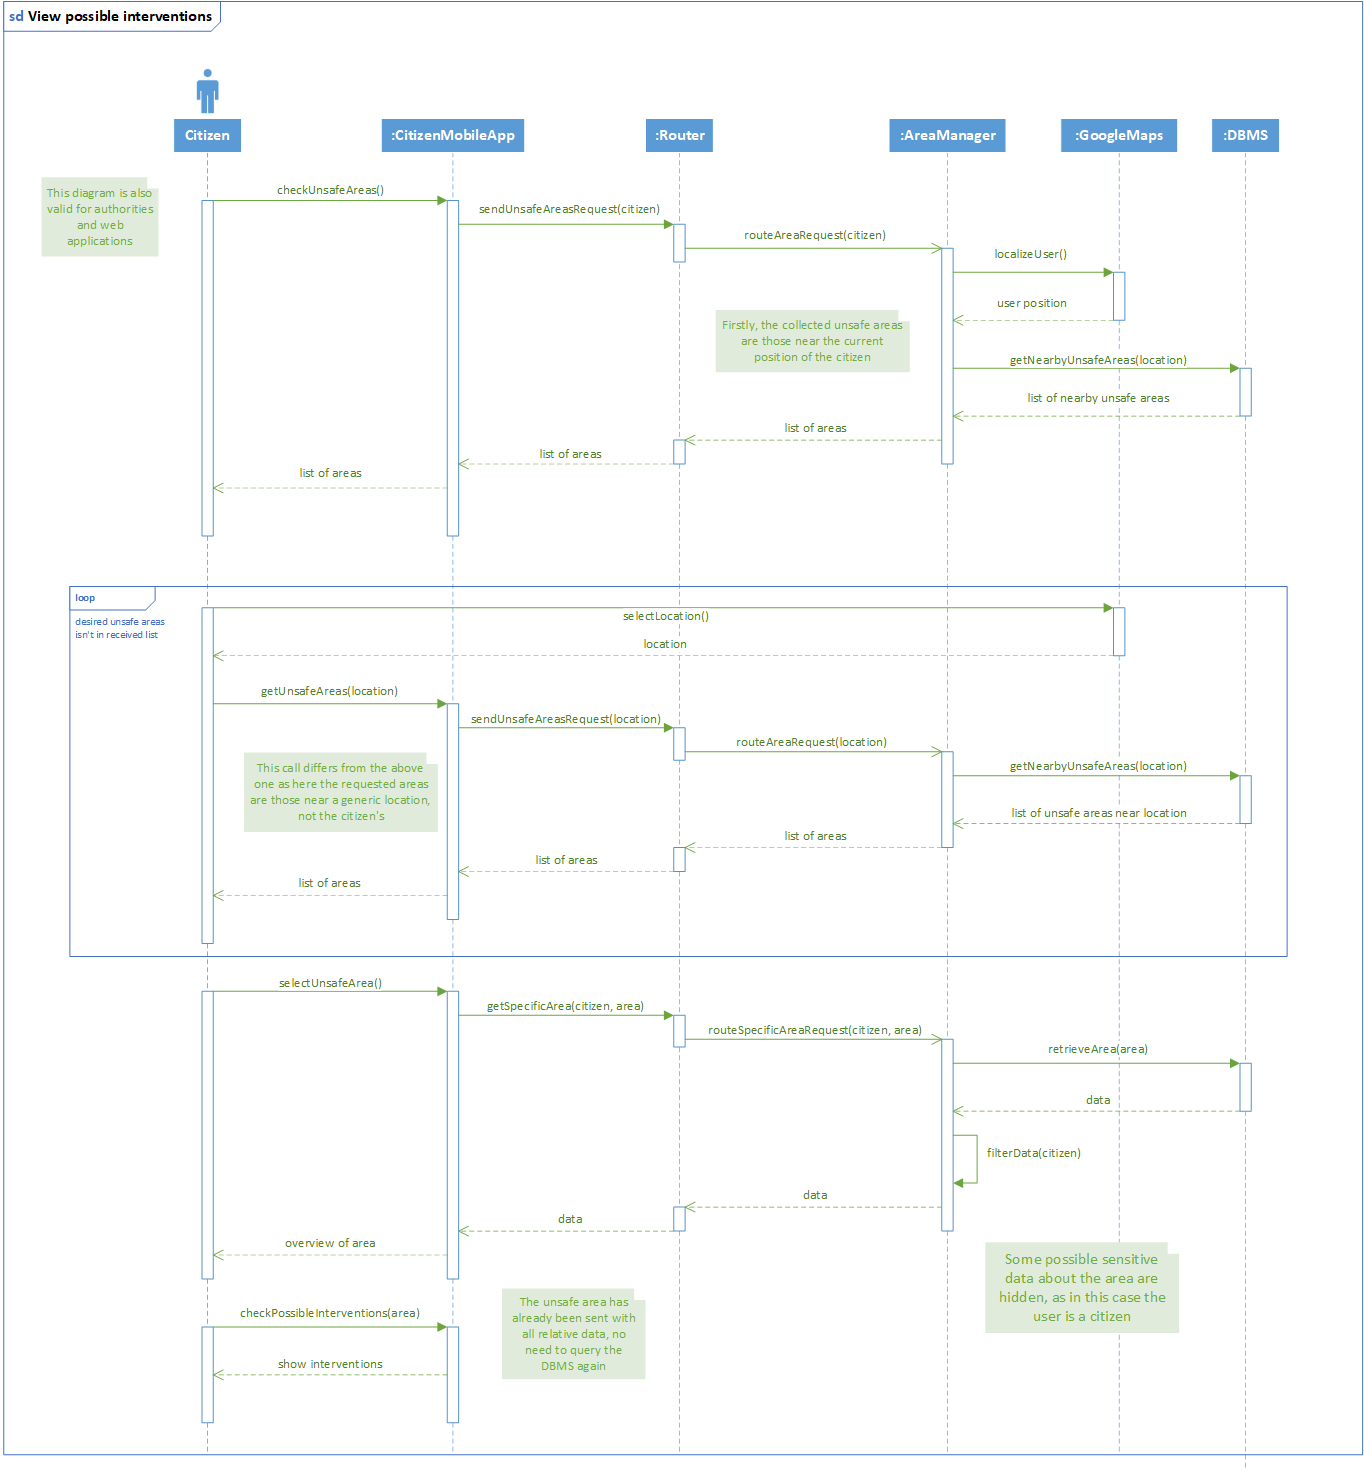 sd View possible interventions
Citizen
:CitizenMobileApp
:Router
:AreaManager
:GoogleMaps
:DBMS
This diagram is also
valid for authorities
and web
applications
checkUnsafeAreas()
sendUnsafeAreasRequest(citizen)
routeAreaRequest(citizen)
localizeUser()
user position
Firstly, the collected unsafe areas
are those near the current
position of the citizen
getNearbyUnsafeAreas(location)
list of nearby unsafe areas
list of areas
list of areas
list of areas
loop
desired unsafe areas
isn't in received list
selectLocation()
location
getUnsafeAreas(location)
sendUnsafeAreasRequest(location)
routeAreaRequest(location)
getNearbyUnsafeAreas(location)
This call differs from the above
one as here the requested areas
are those near a generic location,
not the citizen's
list of unsafe areas near location
list of areas
list of areas
list of areas
selectUnsafeArea()
getSpecificArea(citizen, area)
routeSpecificAreaRequest(citizen, area)
retrieveArea(area)
data
filterData(citizen)
data
data
overview of area
Some possible sensitive
data about the area are
hidden, as in this case the
user is a citizen
checkPossibleInterventions(area)
The unsafe area has
already been sent with
all relative data, no
need to query the
DBMS again
show interventions